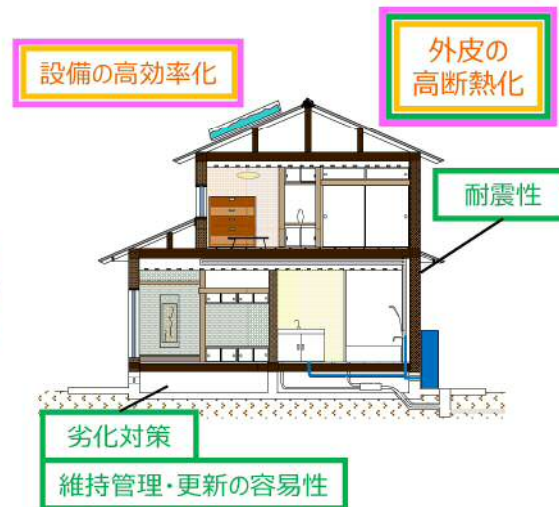 設備の高効率化
外皮の
高断熱化
耐震性
劣化対策
維持管理・更新の容易性